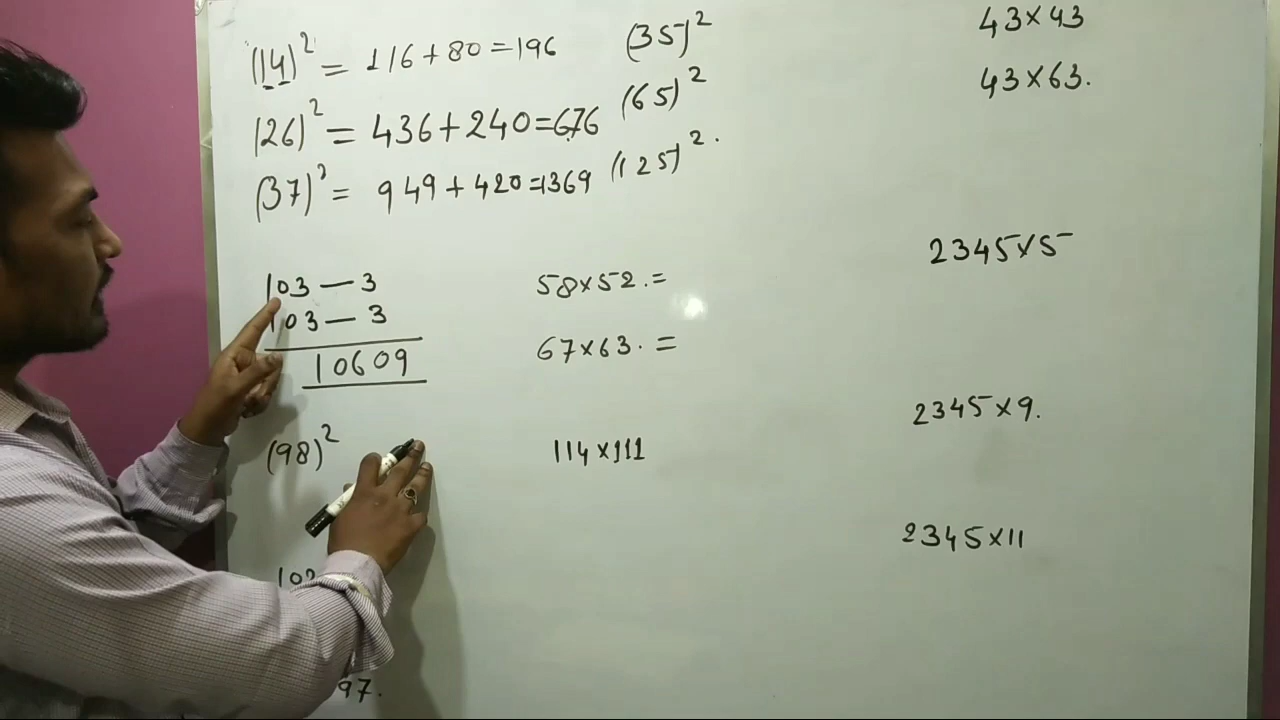 (14)² = 116+80=196
(26)² = 436+240=676
(37)² = 949+420=1369
(35)²
(65)²
(125)².
103 — 3
103 — 3
10609
(98)²
97.
58×52.=
67×63. =
114×111
43×43
43×63.
2345×5
2345×9.
2345×11